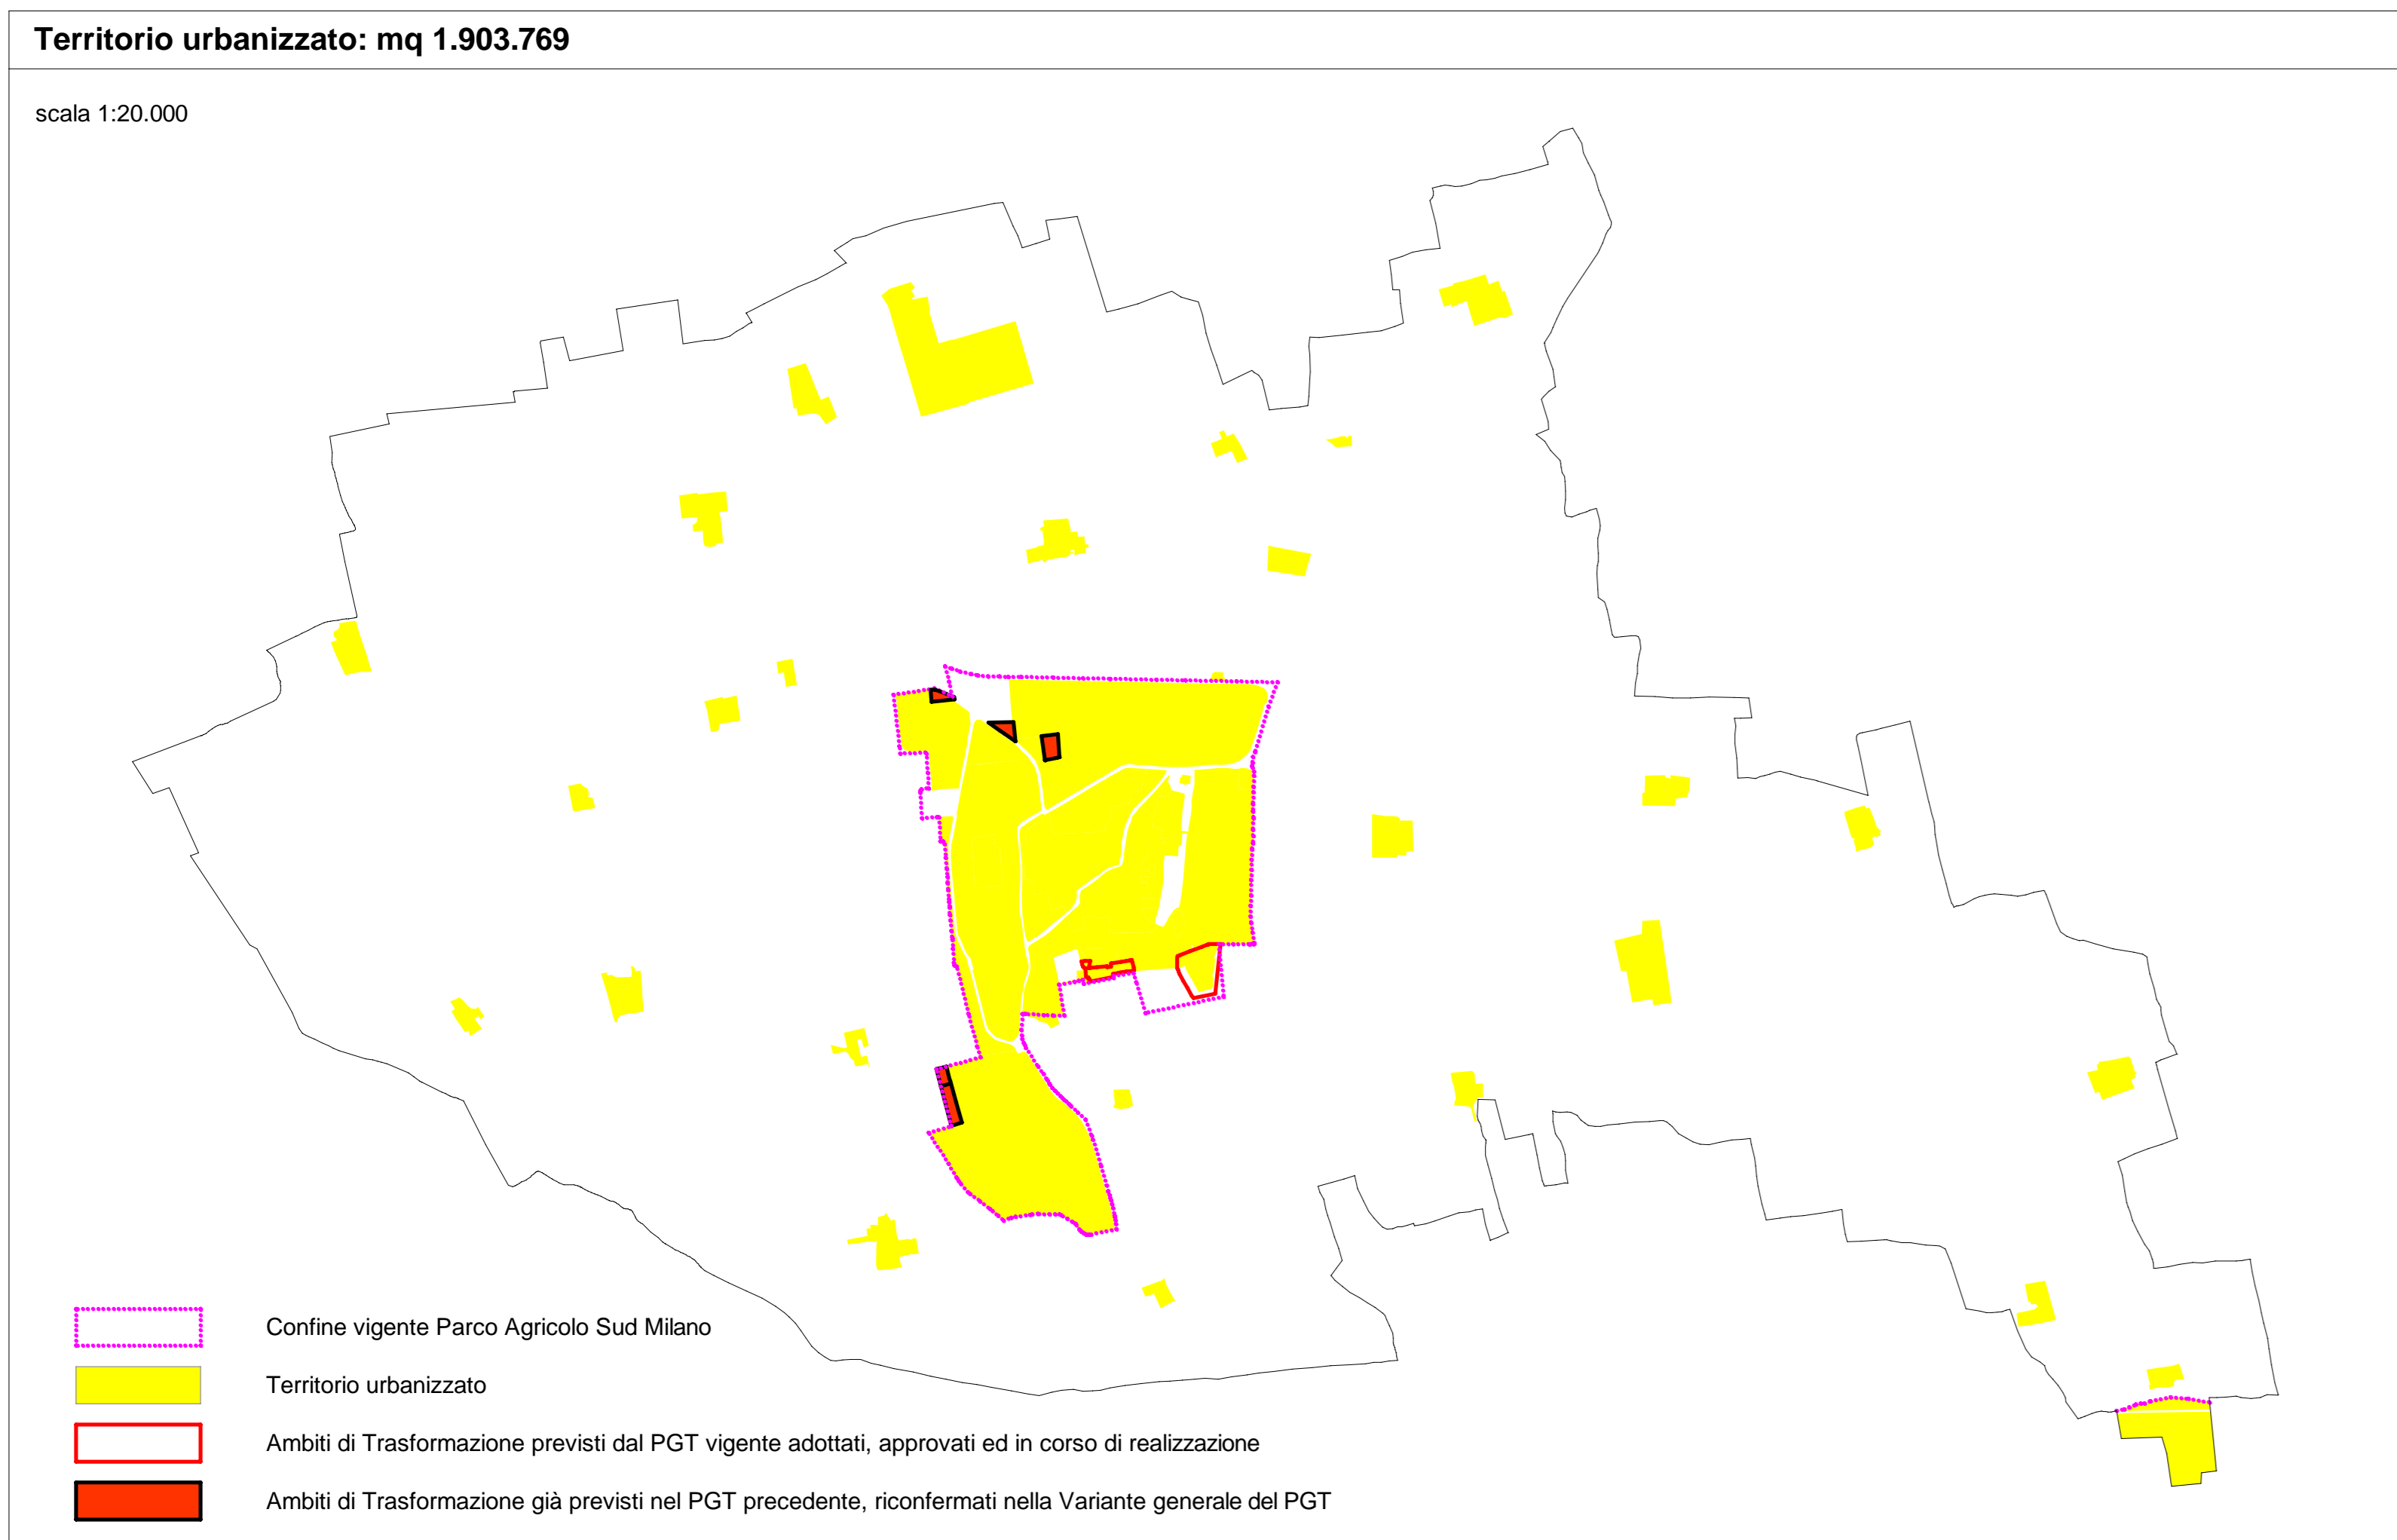 Territorio urbanizzato: mq 1.903.769
scala 1:20.000
Confine vigente Parco Agricolo Sud Milano
Territorio urbanizzato
Ambiti di Trasformazione previsti dal PGT vigente adottati, approvati ed in corso di realizzazione
Ambiti di Trasformazione già previsti nel PGT precedente, riconfermati nella Variante generale del PGT